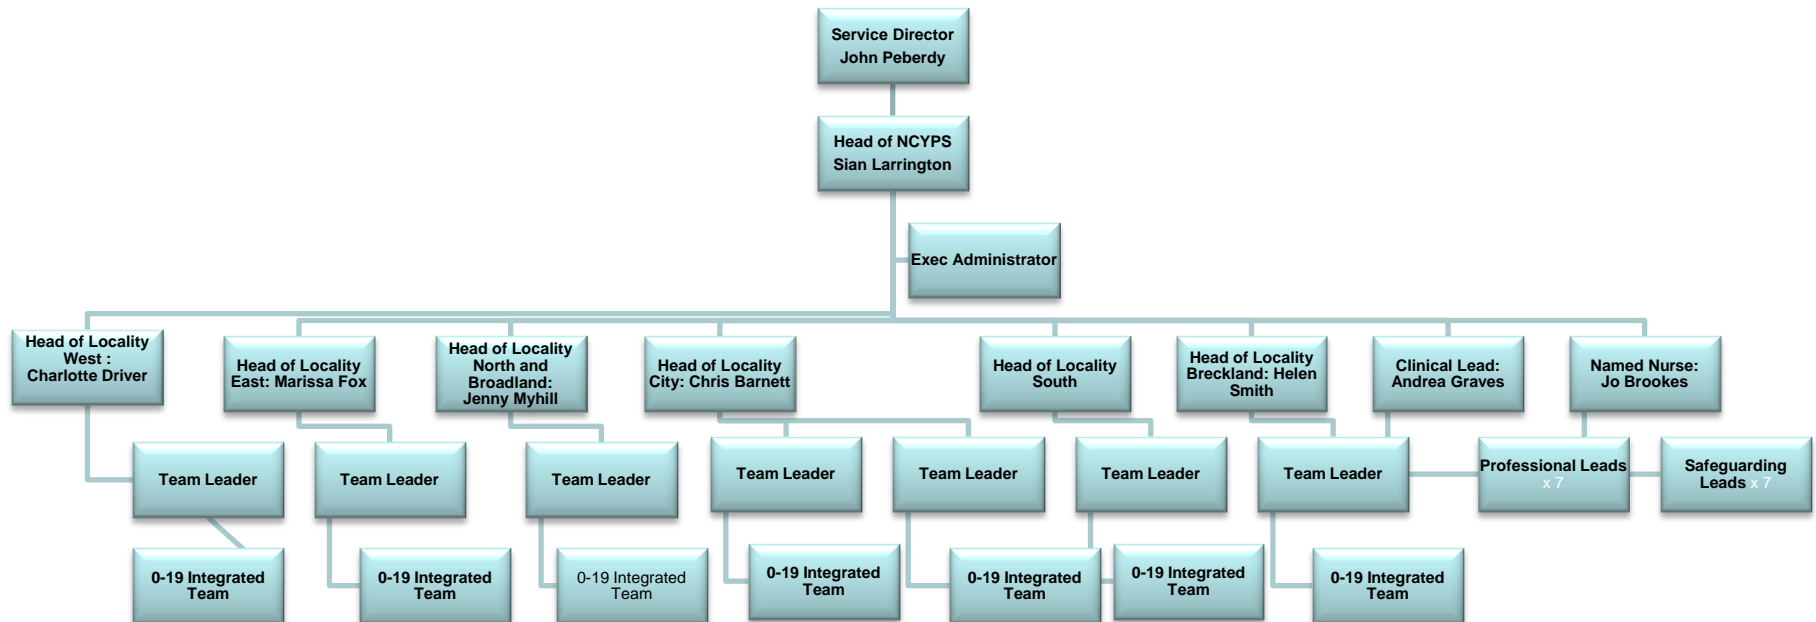 Service Director
John Peberdy
Head of NCYPS
Sian Larrington
Exec Administrator
Head of Locality
West :
Charlotte Driver
Head of Locality
East: Marissa Fox
Head of Locality
North and
Broadland:
Jenny Myhill
Head of Locality
City: Chris Barnett
Head of Locality
South
Head of Locality
Breckland: Helen
Smith
Clinical Lead:
Andrea Graves
Named Nurse:
Jo Brookes
Team Leader
Team Leader
Team Leader
Team Leader
Team Leader
Team Leader
Team Leader
Professional Leads
x 7
Safeguarding
Leads x 7
0-19 Integrated
Team
0-19 Integrated
Team
0-19 Integrated
Team
0-19 Integrated
Team
0-19 Integrated
Team
0-19 Integrated
Team
0-19 Integrated
Team